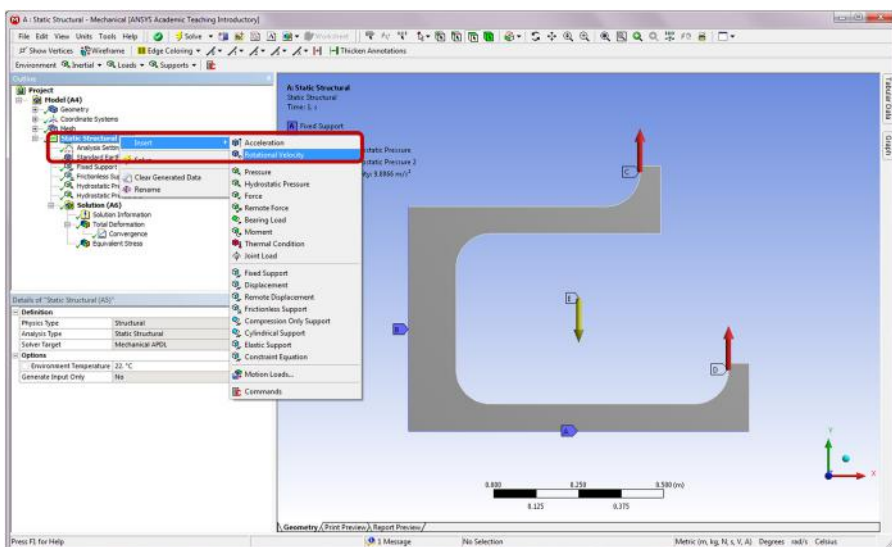 A : Static Structural - Mechanical [ANSYS Academic Teaching Introductory]
File Edit View Units Tools Help Solve Worksheet
Show Vertices Wireframe Edge Coloring Thicken Annotations
Environment Inertial Loads Supports
Outline
Project
Model (A4)
Geometry
Coordinate Systems
Mesh
Static Structural
Analysis Setti
Standard Eart
Fixed Support
Frictionless Su
Hydrostatic Pr
Hydrostatic Pr
Solution (A6)
Solution Information
Total Deformation
Convergence
Equivalent Stress
Insert
Solve
Clear Generated Data
Rename
Acceleration
Rotational Velocity
Pressure
Hydrostatic Pressure
Force
Remote Force
Bearing Load
Moment
Thermal Condition
Joint Load
Fixed Support
Displacement
Remote Displacement
Frictionless Support
Compression Only Support
Cylindrical Support
Elastic Support
Constraint Equation
Motion Loads...
Commands
Details of "Static Structural (A5)"
Definition
Physics Type Structural
Analysis Type Static Structural
Solver Target Mechanical APDL
Options
Environment Temperature 22. °C
Generate Input Only No
A: Static Structural
Static Structural
Time: 1. s
A Fixed Support
static Pressure
static Pressure 2
ity: 9.8066 m/s²
C
E
B
D
A
Y
X
0.000 0.250 0.500 (m)
0.125 0.375
Geometry Print Preview Report Preview
Tabular Data
Graph
Press F1 for Help 1 Message No Selection Metric (m, kg, N, s, V, A) Degrees rad/s Celsius